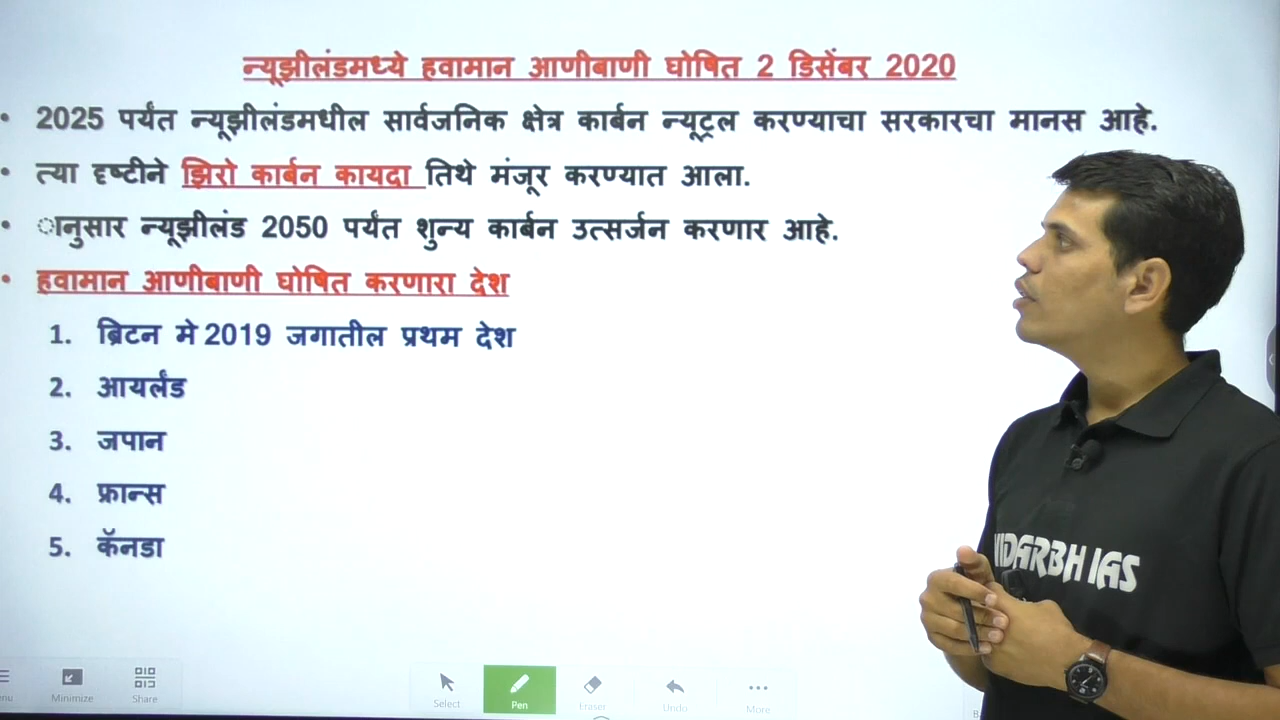 न्यूझीलंडमध्ये हवामान आणीबाणी घोषित 2 डिसेंबर 2020
• 2025 पर्यंत न्यूझीलंडमधील सार्वजनिक क्षेत्र कार्बन न्यूट्रल करण्याचा सरकारचा मानस आहे.
• त्या दृष्टीने झिरो कार्बन कायदा तिथे मंजूर करण्यात आला.
• ानुसार न्यूझीलंड 2050 पर्यंत शुन्य कार्बन उत्सर्जन करणार आहे.
• हवामान आणीबाणी घोषित करणारा देश
1. ब्रिटन मे 2019 जगातील प्रथम देश
2. आयर्लंड
3. जपान
4. फ्रान्स
5. कॅनडा
VIDARBH IAS
Minimize
Share
Select
Pen
Eraser
Undo
More